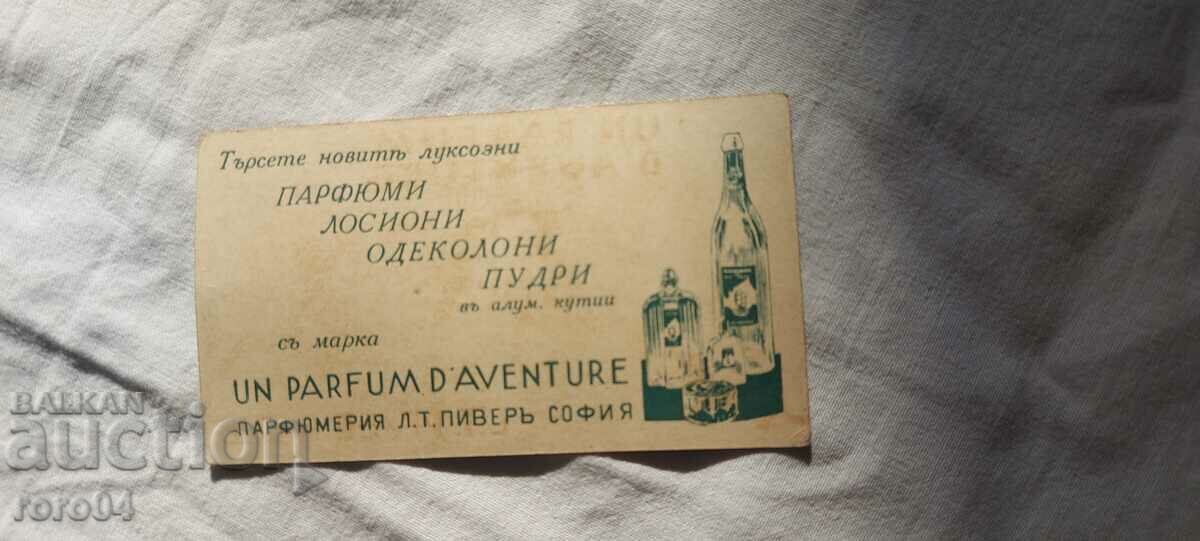 Търсете новитѣ луксозни
ПАРФЮМИ
ЛОСИОНИ
ОДЕКОЛОНИ
ПУДРИ
въ алум. кутии
съ марка
UN PARFUM D'AVENTURE
ПАРФЮМЕРИЯ Л.Т. ПИВЕРЪ СОФИЯ
BALKAN
auction
roro04